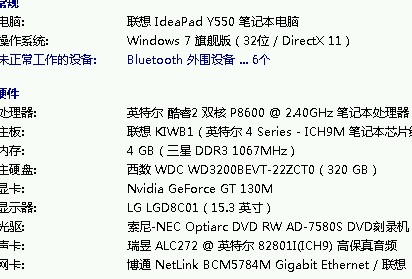 常规
电脑: 联想 IdeaPad Y550 笔记本电脑
操作系统: Windows 7 旗舰版 ( 32位 / DirectX 11 )
未正常工作的设备: Bluetooth 外围设备 ... 6个
硬件
处理器: 英特尔 酷睿2 双核 P8600 @ 2.40GHz 笔记本处理器
主板: 联想 KIWB1 ( 英特尔 4 Series - ICH9M 笔记本芯片组
内存: 4 GB ( 三星 DDR3 1067MHz )
主硬盘: 西数 WDC WD3200BEVT-22ZCT0 ( 320 GB )
显卡: Nvidia GeForce GT 130M
显示器: LG LGD8C01 ( 15.3 英寸 )
光驱: 索尼-NEC Optiarc DVD RW AD-7580S DVD刻录机
声卡: 瑞昱 ALC272 @ 英特尔 82801I(ICH9) 高保真音频
网卡: 博通 NetLink BCM5784M Gigabit Ethernet / 联想